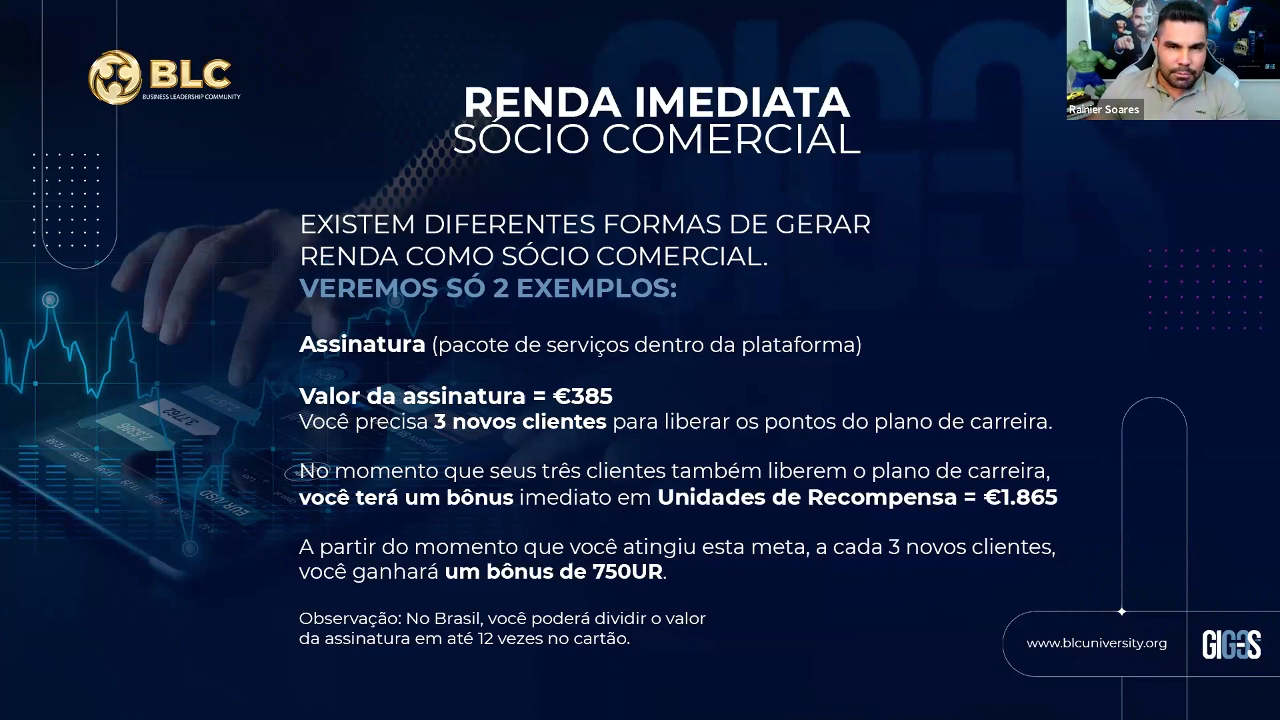 BLC
BUSINESS LEADERSHIP COMMUNITY
RENDA IMEDIATA
SÓCIO COMERCIAL
Rainier Soares
EXISTEM DIFERENTES FORMAS DE GERAR
RENDA COMO SÓCIO COMERCIAL.
VEREMOS SÓ 2 EXEMPLOS:
Assinatura (pacote de serviços dentro da plataforma)
Valor da assinatura = €385
Você precisa 3 novos clientes para liberar os pontos do plano de carreira.
No momento que seus três clientes também liberem o plano de carreira,
você terá um bônus imediato em Unidades de Recompensa = €1.865
A partir do momento que você atingiu esta meta, a cada 3 novos clientes,
você ganhará um bônus de 750UR.
Observação: No Brasil, você poderá dividir o valor
da assinatura em até 12 vezes no cartão.
www.blcuniversity.org